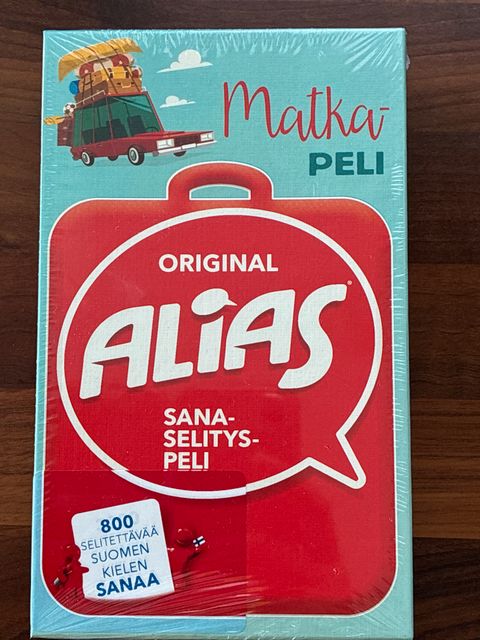 Matka-
PELI
ORIGINAL
ALiAS®
SANA-
SELITYS-
PELI
800
SELITETTÄVÄÄ
SUOMEN
KIELEN
SANAA